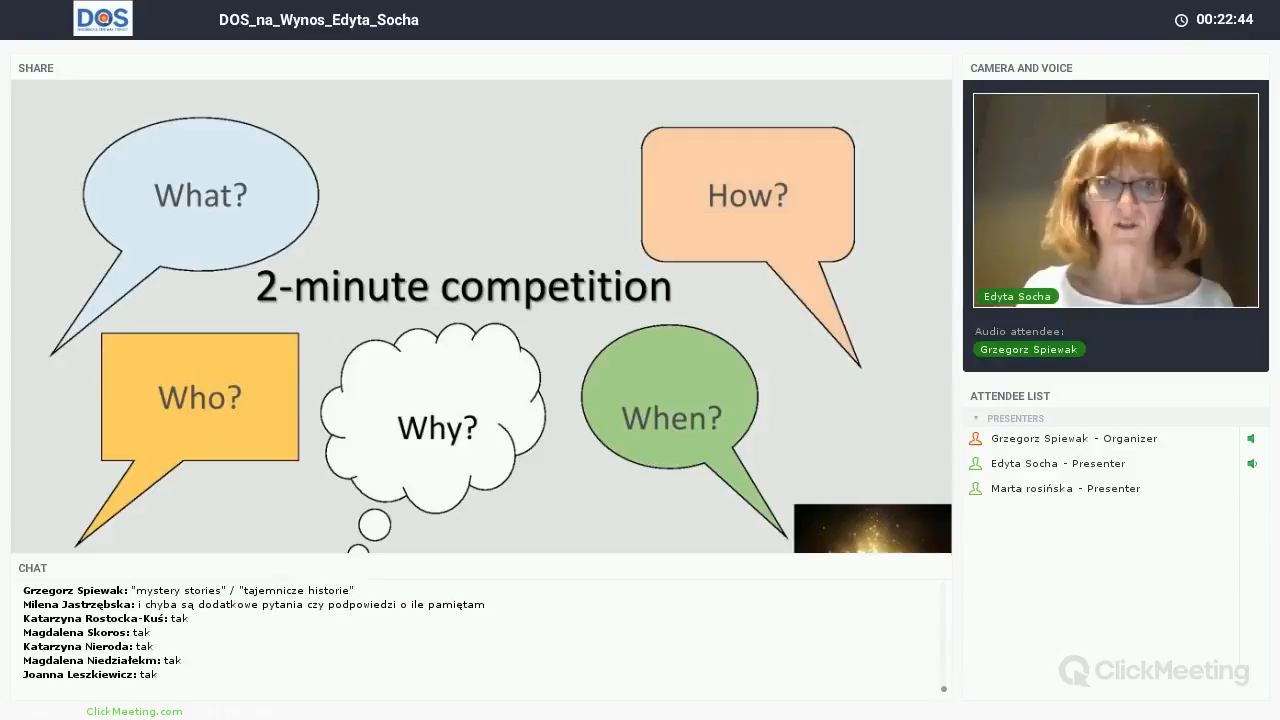 DOS
DOS_na_Wynos_Edyta_Socha
00:22:44
SHARE
What?
How?
2-minute competition
Who?
Why?
When?
CAMERA AND VOICE
Edyta Socha
Audio attendee:
Grzegorz Spiewak
ATTENDEE LIST
PRESENTERS
Grzegorz Spiewak - Organizer
Edyta Socha - Presenter
Marta rosińska - Presenter
CHAT
Grzegorz Spiewak: "mystery stories" / "tajemnicze historie"
Milena Jastrzębska: i chyba są dodatkowe pytania czy podpowiedzi o ile pamiętam
Katarzyna Rostocka-Kuś: tak
Magdalena Skoros: tak
Katarzyna Nieroda: tak
Magdalena Niedziałekm: tak
Joanna Leszkiewicz: tak
ClickMeeting
ClickMeeting.com